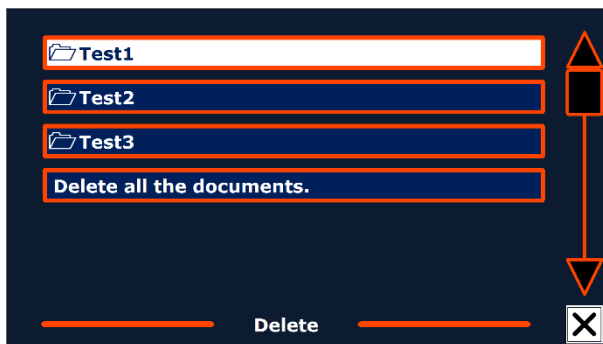 Test1
Test2
Test3
Delete all the documents.
Delete